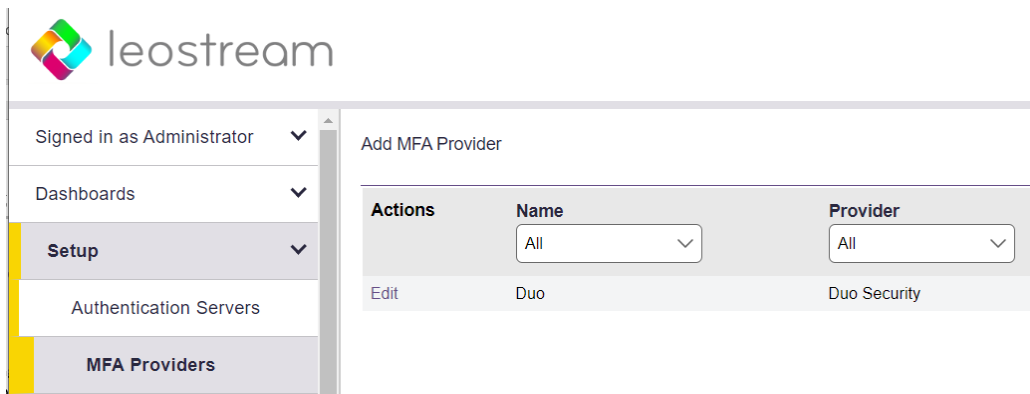 leostream
Signed in as Administrator
Dashboards
Setup
Authentication Servers
MFA Providers
Add MFA Provider
Actions Name Provider
All All
Edit Duo Duo Security